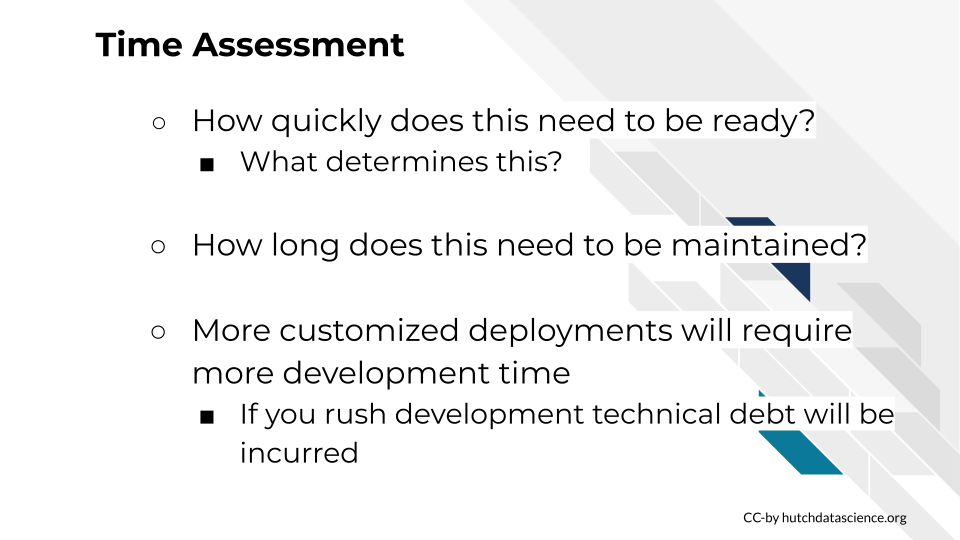 Time Assessment
○ How quickly does this need to be ready?
■ What determines this?
○ How long does this need to be maintained?
○ More customized deployments will require
more development time
■ If you rush development technical debt will be
incurred
CC-by hutchdatascience.org